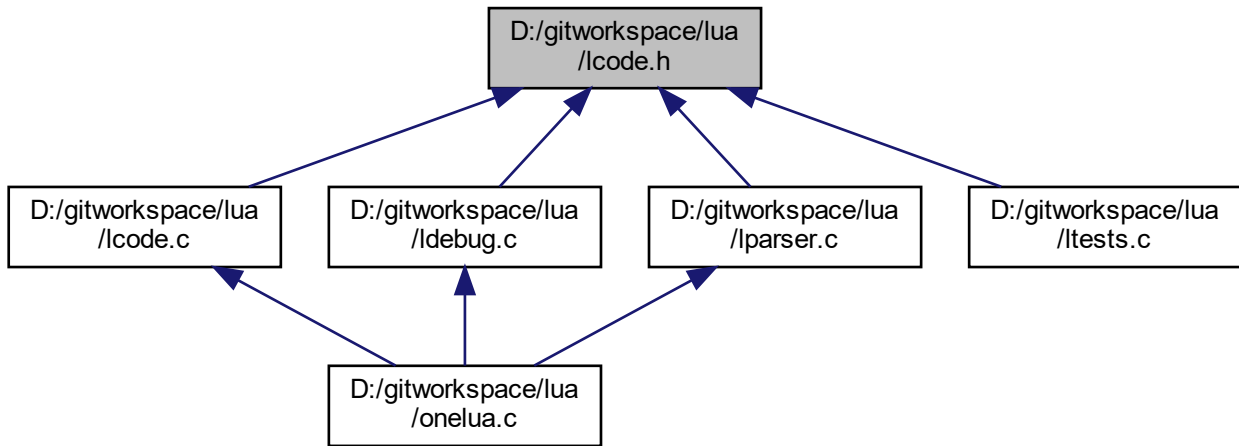 D:/gitworkspace/lua
/lcode.h
D:/gitworkspace/lua
/lcode.c
D:/gitworkspace/lua
/ldebug.c
D:/gitworkspace/lua
/lparser.c
D:/gitworkspace/lua
/ltests.c
D:/gitworkspace/lua
/onelua.c